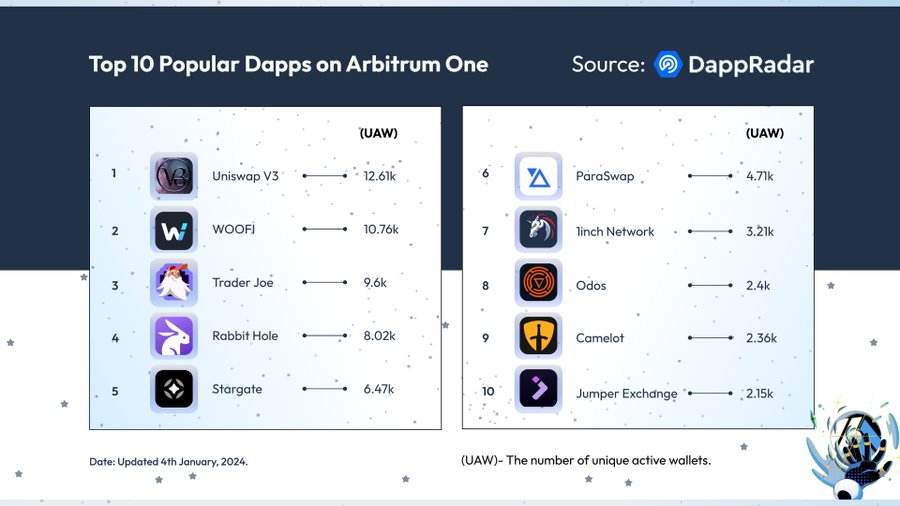 Top 10 Popular Dapps on Arbitrum One
Source: DappRadar
(UAW)
1 Uniswap V3 12.61k
2 WOOFi 10.76k
3 Trader Joe 9.6k
4 Rabbit Hole 8.02k
5 Stargate 6.47k
(UAW)
6 ParaSwap 4.71k
7 1inch Network 3.21k
8 Odos 2.4k
9 Camelot 2.36k
10 Jumper Exchange 2.15k
Date: Updated 4th January, 2024.
(UAW)- The number of unique active wallets.